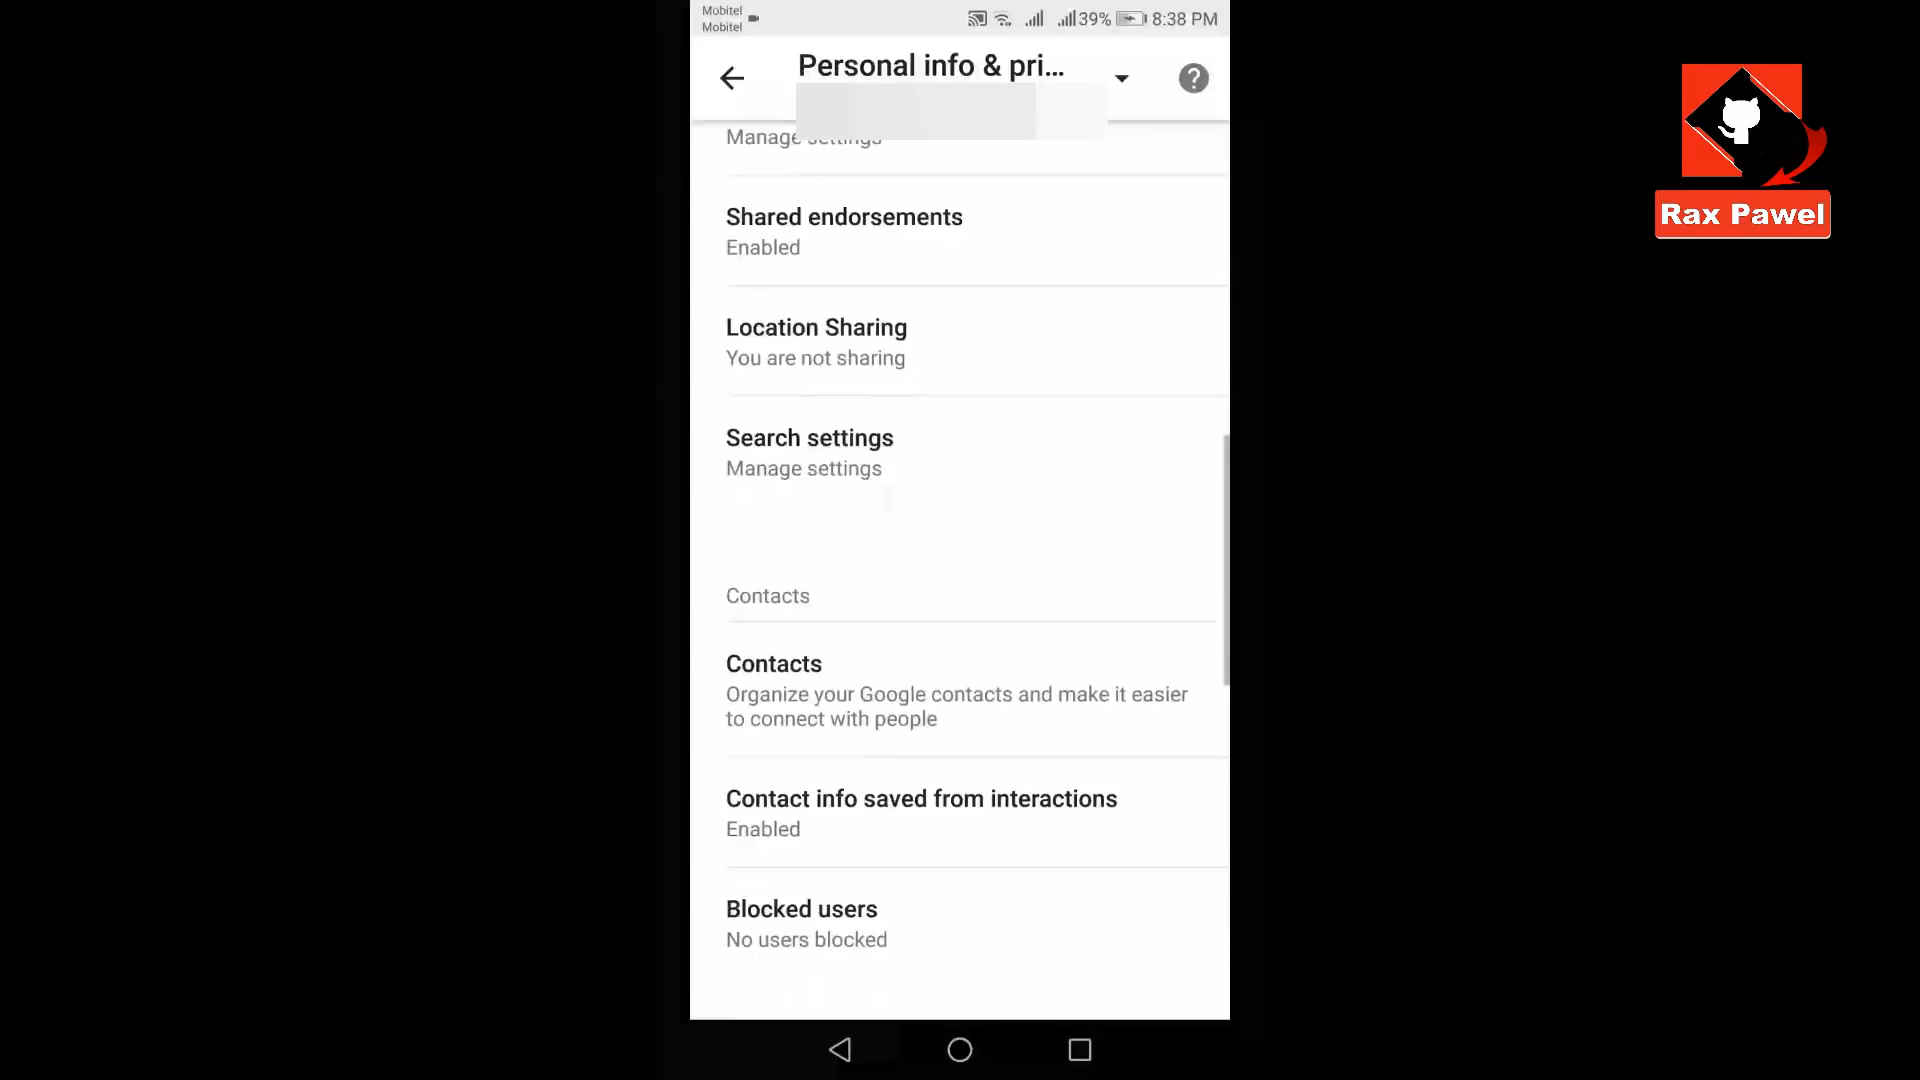 Mobitel
Mobitel
39% 8:38 PM
Personal info & pri...
Manage settings
Shared endorsements
Enabled
Location Sharing
You are not sharing
Search settings
Manage settings
Contacts
Contacts
Organize your Google contacts and make it easier
to connect with people
Contact info saved from interactions
Enabled
Blocked users
No users blocked
Rax Pawel